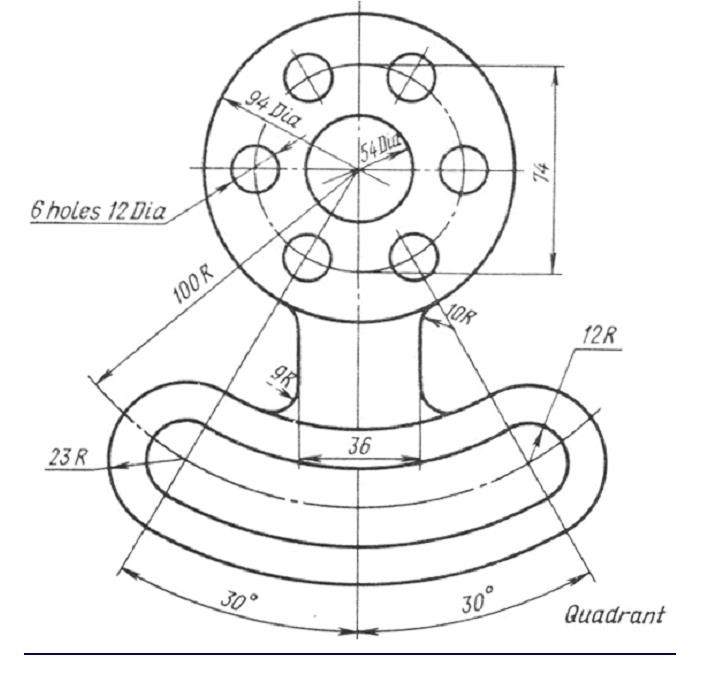 94 Dia
54 Dia
74
6 holes 12 Dia
100 R
10R
12R
9R
36
23 R
30°
30°
Quadrant